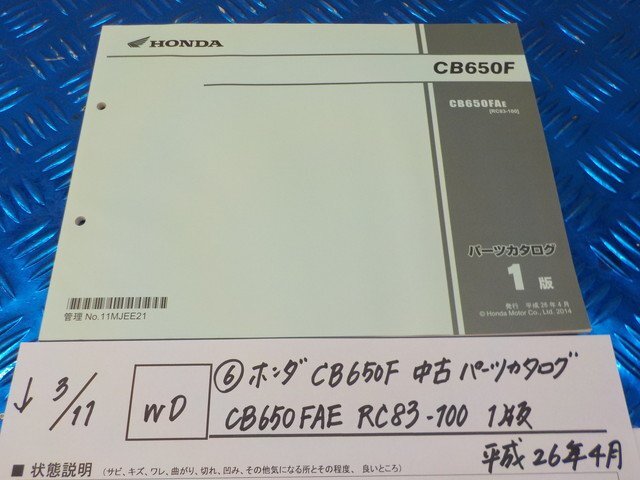 HONDA
CB650F
CB650FAE
[RC83-100]
パーツカタログ
1版
発行 平成26年4月
© Honda Motor Co., Ltd. 2014
管理 No.11MJEE21
↓ 3/11 WD
⑥ホンダ CB650F 中古 パーツカタログ
CB650FAE RC83-100 1版
平成26年4月
■ 状態説明 (サビ、キズ、ワレ、曲がり、切れ、凹み、その他気になる所とその程度、良いところ)